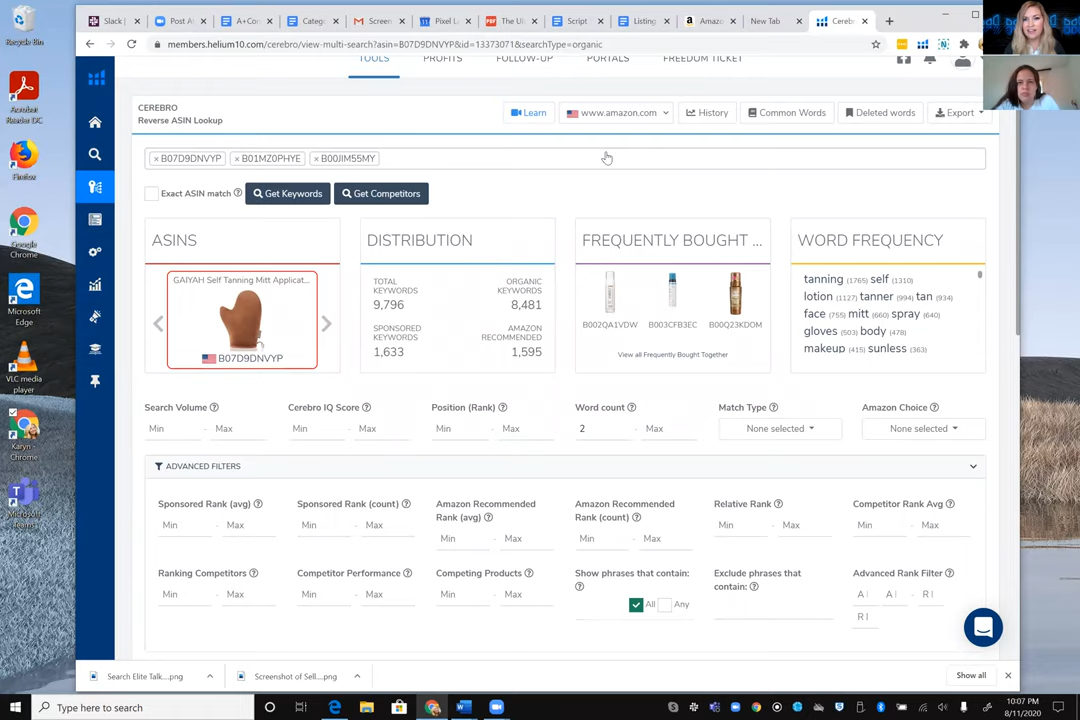 Recycle Bin
Acrobat
Reader DC
Firefox
Google
Chrome
Microsoft
Edge
VLC media
player
Karyn -
Chrome
Microsoft
Teams
Slack |
Post A
A+ Con
Categ
Gmail
Screen
Pixel L
PDF
The Ul
Script
Listing
Amazo
New Tab
Cereb
members.helium10.com/cerebro/view-multi-search?asin=B07D9DNVYP&id=13373071&searchType=organic
TOOLS
PROFITS
FOLLOW-UP
PORTALS
FREEDOM TICKET
CEREBRO
Reverse ASIN Lookup
Learn
www.amazon.com
History
Common Words
Deleted words
Export
× B07D9DNVYP
× B01MZ0PHYE
× B00JIM55MY
Exact ASIN match
Get Keywords
Get Competitors
ASINS
GAIYAH Self Tanning Mitt Applicat...
B07D9DNVYP
DISTRIBUTION
TOTAL KEYWORDS
9,796
ORGANIC KEYWORDS
8,481
SPONSORED KEYWORDS
1,633
AMAZON RECOMMENDED
1,595
FREQUENTLY BOUGHT ...
B002QA1VDW
B003CFB3EC
B00Q23KDOM
View all Frequently Bought Together
WORD FREQUENCY
tanning (1765) self (1310)
lotion (1127) tanner (994) tan (934)
face (755) mitt (660) spray (640)
gloves (503) body (478)
makeup (415) sunless (363)
Search Volume
Min - Max
Cerebro IQ Score
Min - Max
Position (Rank)
Min - Max
Word count
2 - Max
Match Type
None selected
Amazon Choice
None selected
ADVANCED FILTERS
Sponsored Rank (avg)
Min - Max
Sponsored Rank (count)
Min - Max
Amazon Recommended
Rank (avg)
Min - Max
Amazon Recommended
Rank (count)
Min - Max
Relative Rank
Min - Max
Competitor Rank Avg
Min - Max
Ranking Competitors
Min - Max
Competitor Performance
Min - Max
Competing Products
Min - Max
Show phrases that contain:
All
Any
Exclude phrases that
contain:
Advanced Rank Filter
Search Elite Talk....png
Screenshot of Sell....png
Show all
Type here to search
10:07 PM
8/11/2020